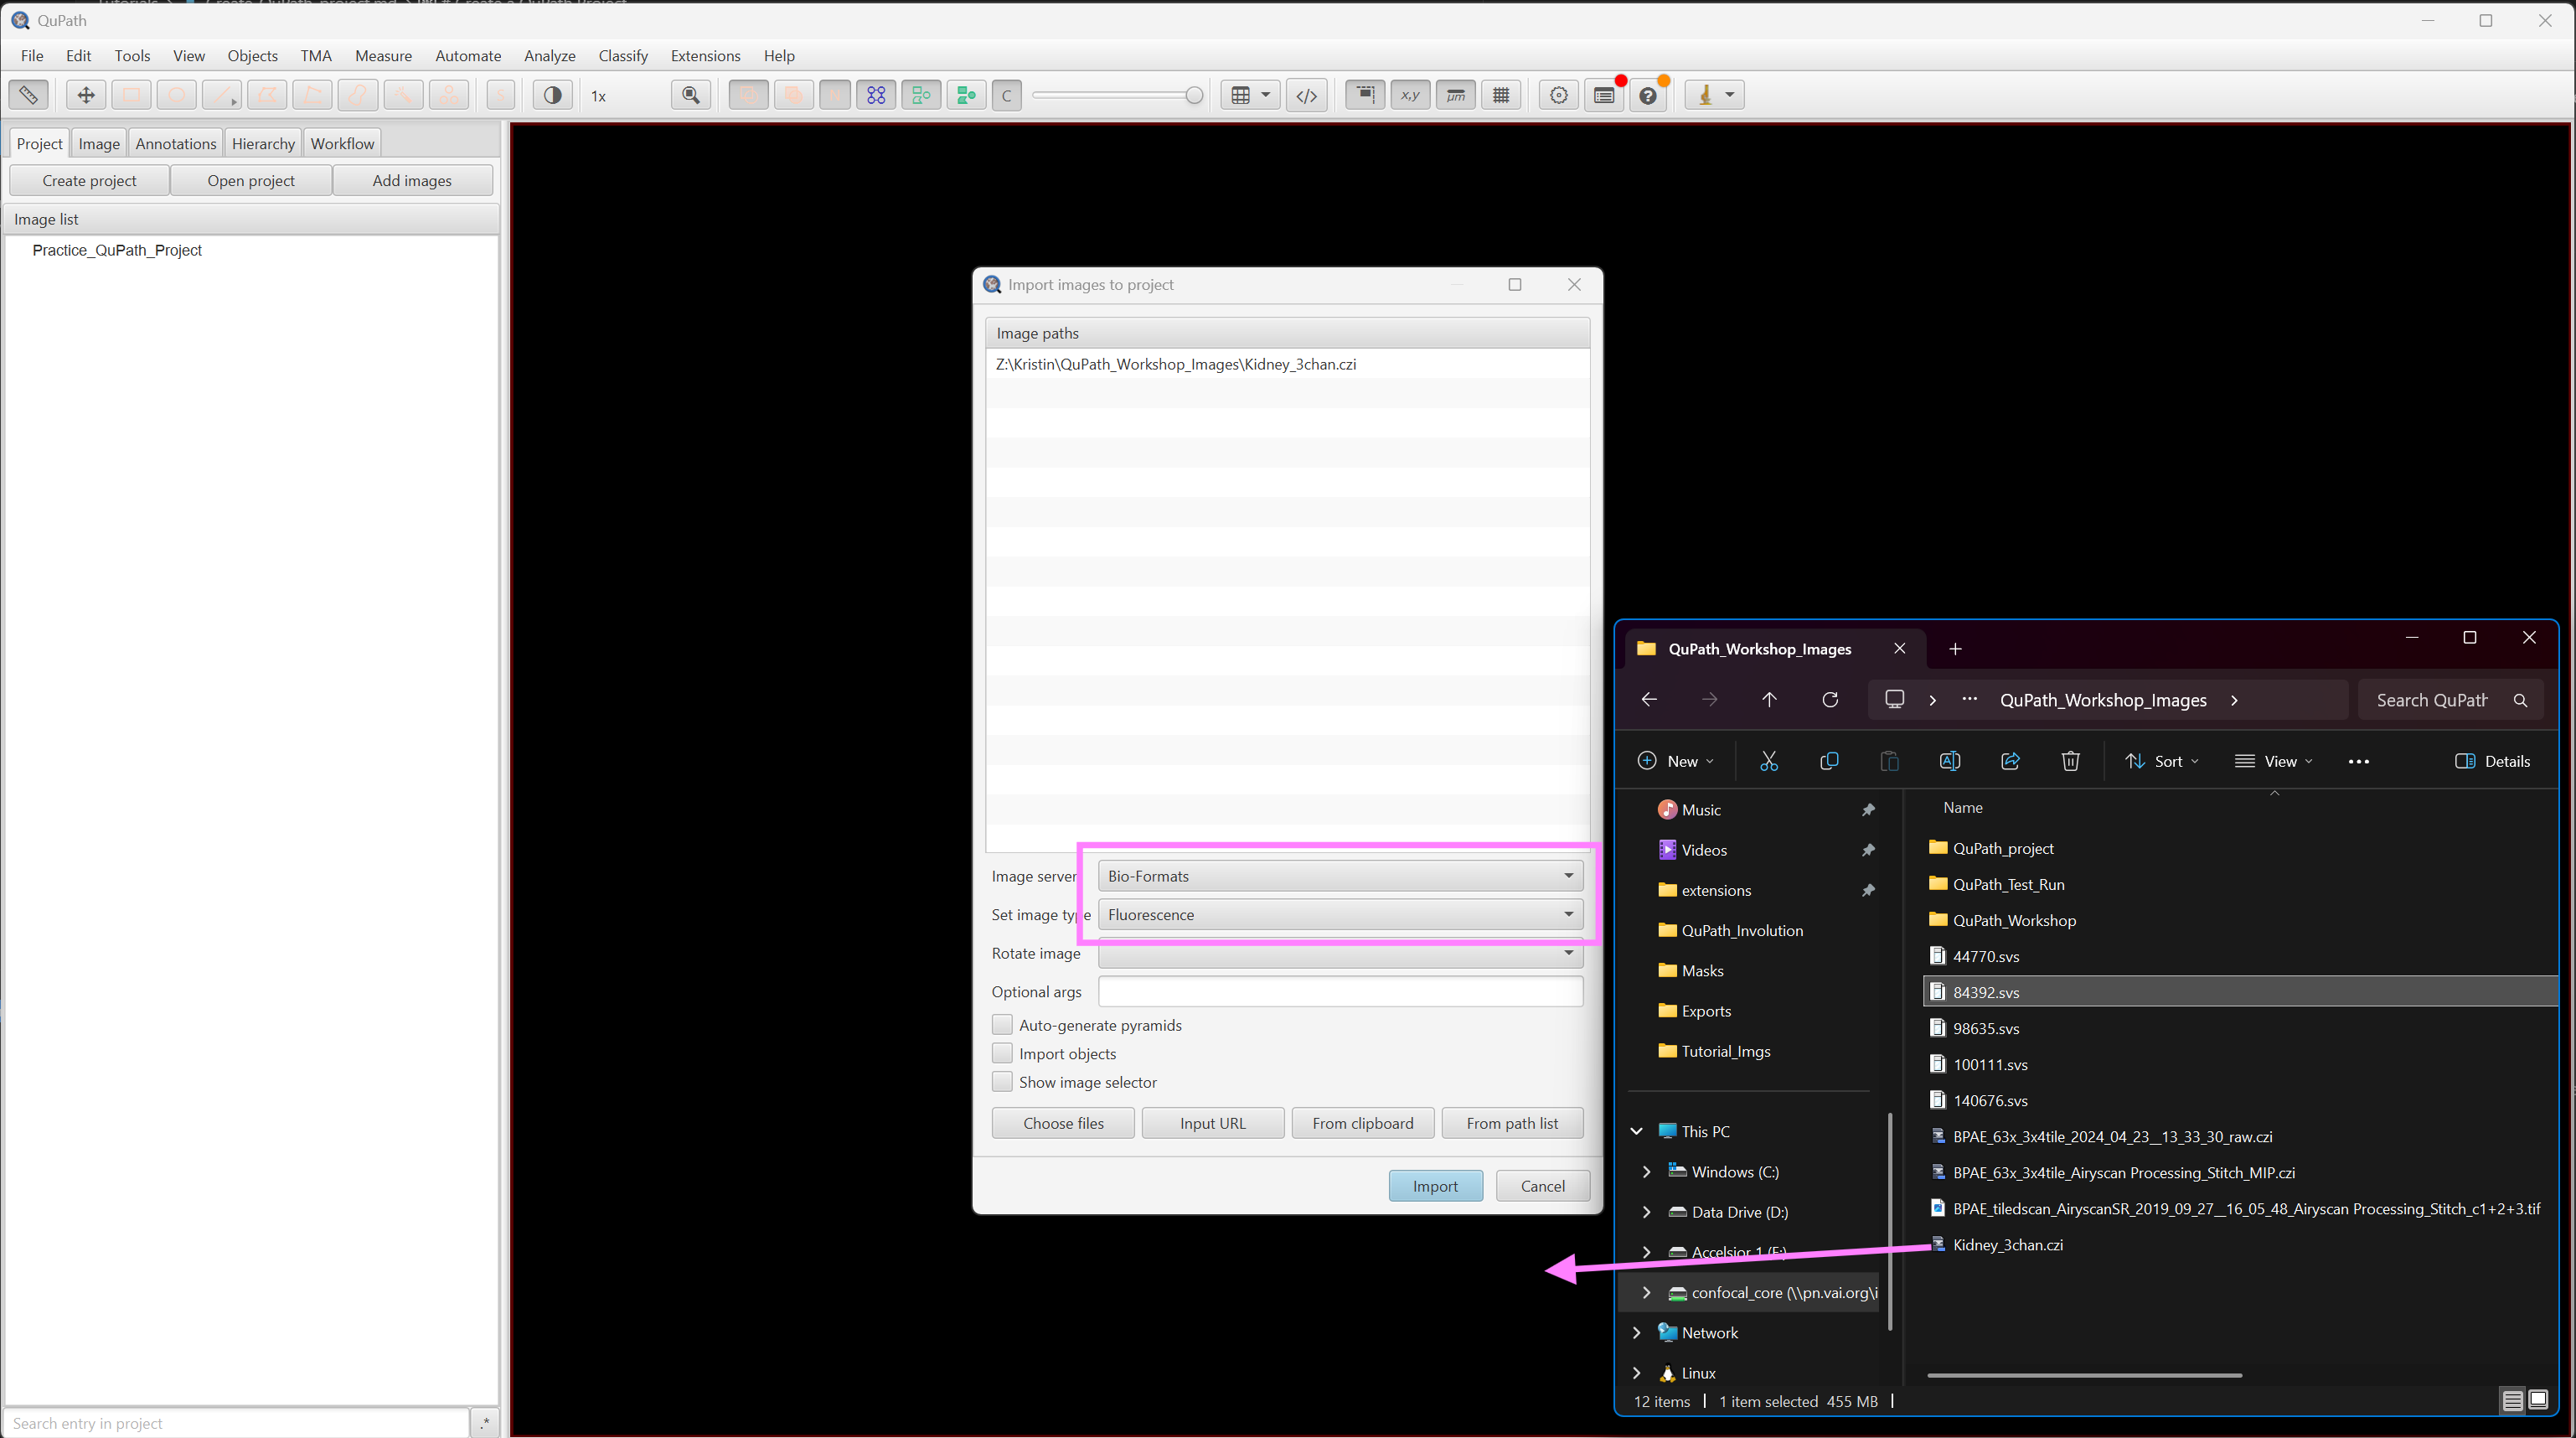 QuPath
File Edit Tools View Objects TMA Measure Automate Analyze Classify Extensions Help
S 1x N C x,y μm
Project Image Annotations Hierarchy Workflow
Create project Open project Add images
Image list
Practice_QuPath_Project
Search entry in project .*
Import images to project
Image paths
Z:\Kristin\QuPath_Workshop_Images\Kidney_3chan.czi
Image server Bio-Formats
Set image type Fluorescence
Rotate image
Optional args
Auto-generate pyramids
Import objects
Show image selector
Choose files Input URL From clipboard From path list
Import Cancel
QuPath_Workshop_Images
QuPath_Workshop_Images Search QuPath
New Sort View Details
Music
Videos
extensions
QuPath_Involution
Masks
Exports
Tutorial_Imgs
This PC
Windows (C:)
Data Drive (D:)
Accelsior 1 (E:)
confocal_core (\\pn.vai.org\i
Network
Linux
Name
QuPath_project
QuPath_Test_Run
QuPath_Workshop
44770.svs
84392.svs
98635.svs
100111.svs
140676.svs
BPAE_63x_3x4tile_2024_04_23__13_33_30_raw.czi
BPAE_63x_3x4tile_Airyscan Processing_Stitch_MIP.czi
BPAE_tiledscan_AiryscanSR_2019_09_27__16_05_48_Airyscan Processing_Stitch_c1+2+3.tif
Kidney_3chan.czi
12 items 1 item selected 455 MB